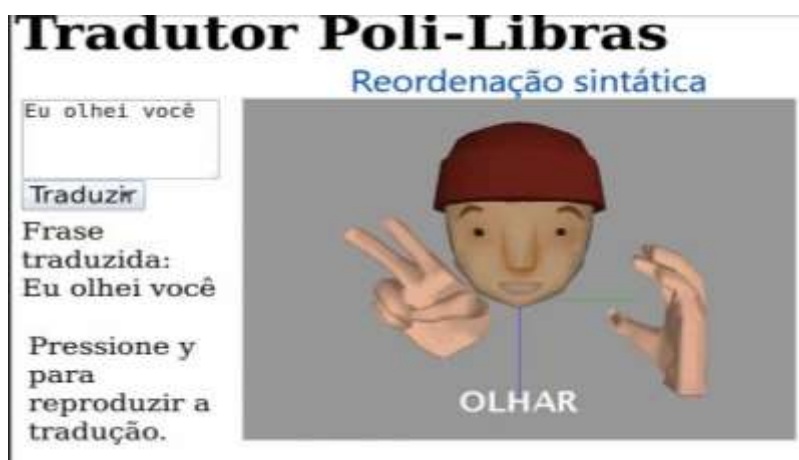 Tradutor Poli-Libras
Reordenação sintática
Eu olhei você
Traduzir
Frase
traduzida:
Eu olhei você
Pressione y
para
reproduzir a
tradução.
OLHAR